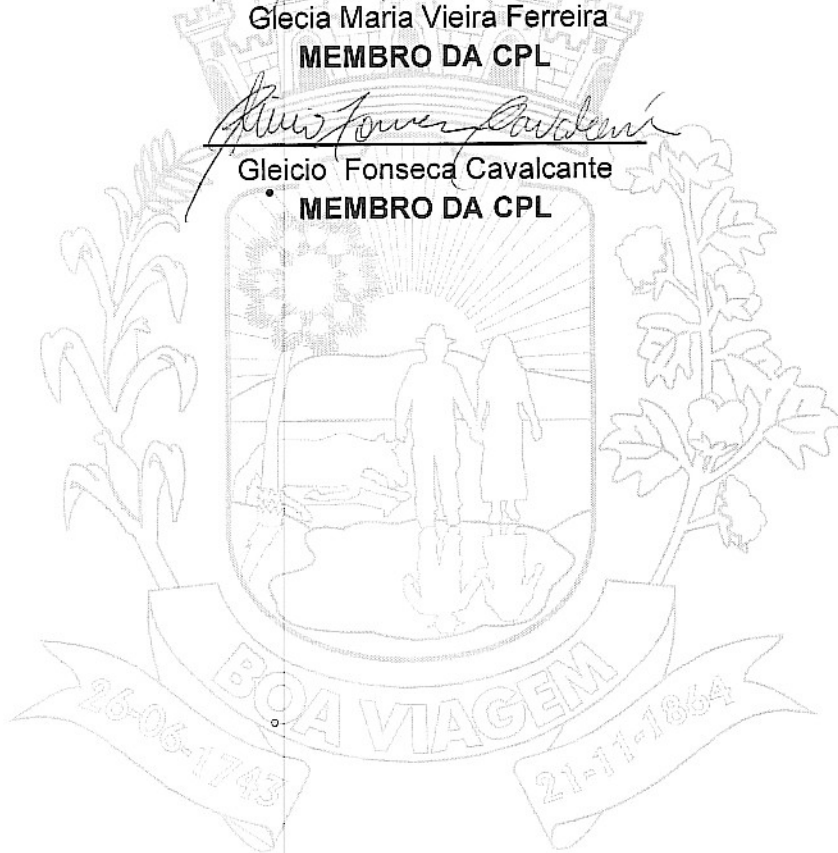 Glecia Maria Vieira Ferreira
MEMBRO DA CPL
Gleicio Fonseca Cavalcante
MEMBRO DA CPL
BOA VIAGEM
26-06-1743
21-11-1864